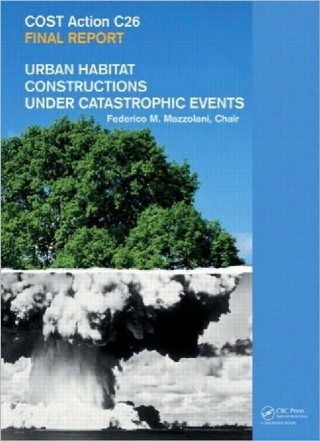 COST Action C26
FINAL REPORT
URBAN HABITAT
CONSTRUCTIONS
UNDER CATASTROPHIC EVENTS
Federico M. Mazzolani, Chair
CRC Press